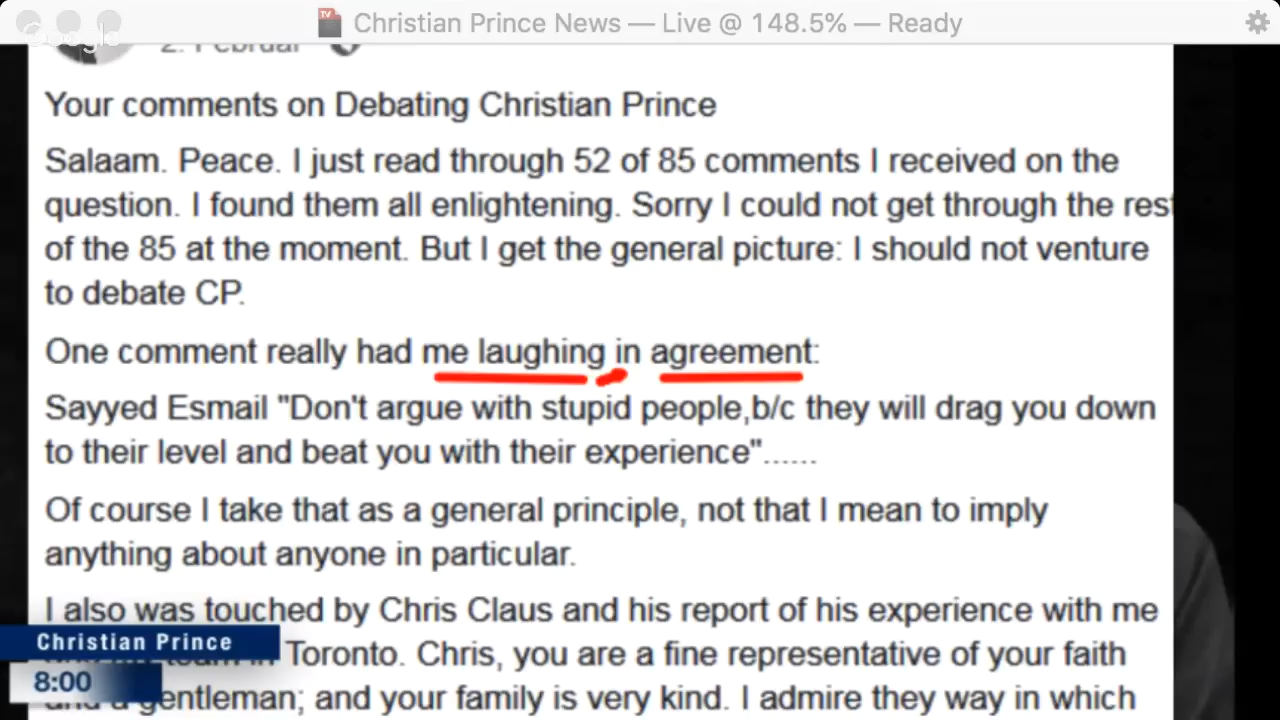 Christian Prince News — Live @ 148.5% — Ready
Google
2. Februar
Your comments on Debating Christian Prince
Salaam. Peace. I just read through 52 of 85 comments I received on the
question. I found them all enlightening. Sorry I could not get through the rest
of the 85 at the moment. But I get the general picture: I should not venture
to debate CP.
One comment really had me laughing in agreement:
Sayyed Esmail "Don't argue with stupid people,b/c they will drag you down
to their level and beat you with their experience"......
Of course I take that as a general principle, not that I mean to imply
anything about anyone in particular.
I also was touched by Chris Claus and his report of his experience with me
team in Toronto. Chris, you are a fine representative of your faith
and a gentleman; and your family is very kind. I admire they way in which
Christian Prince
8:00